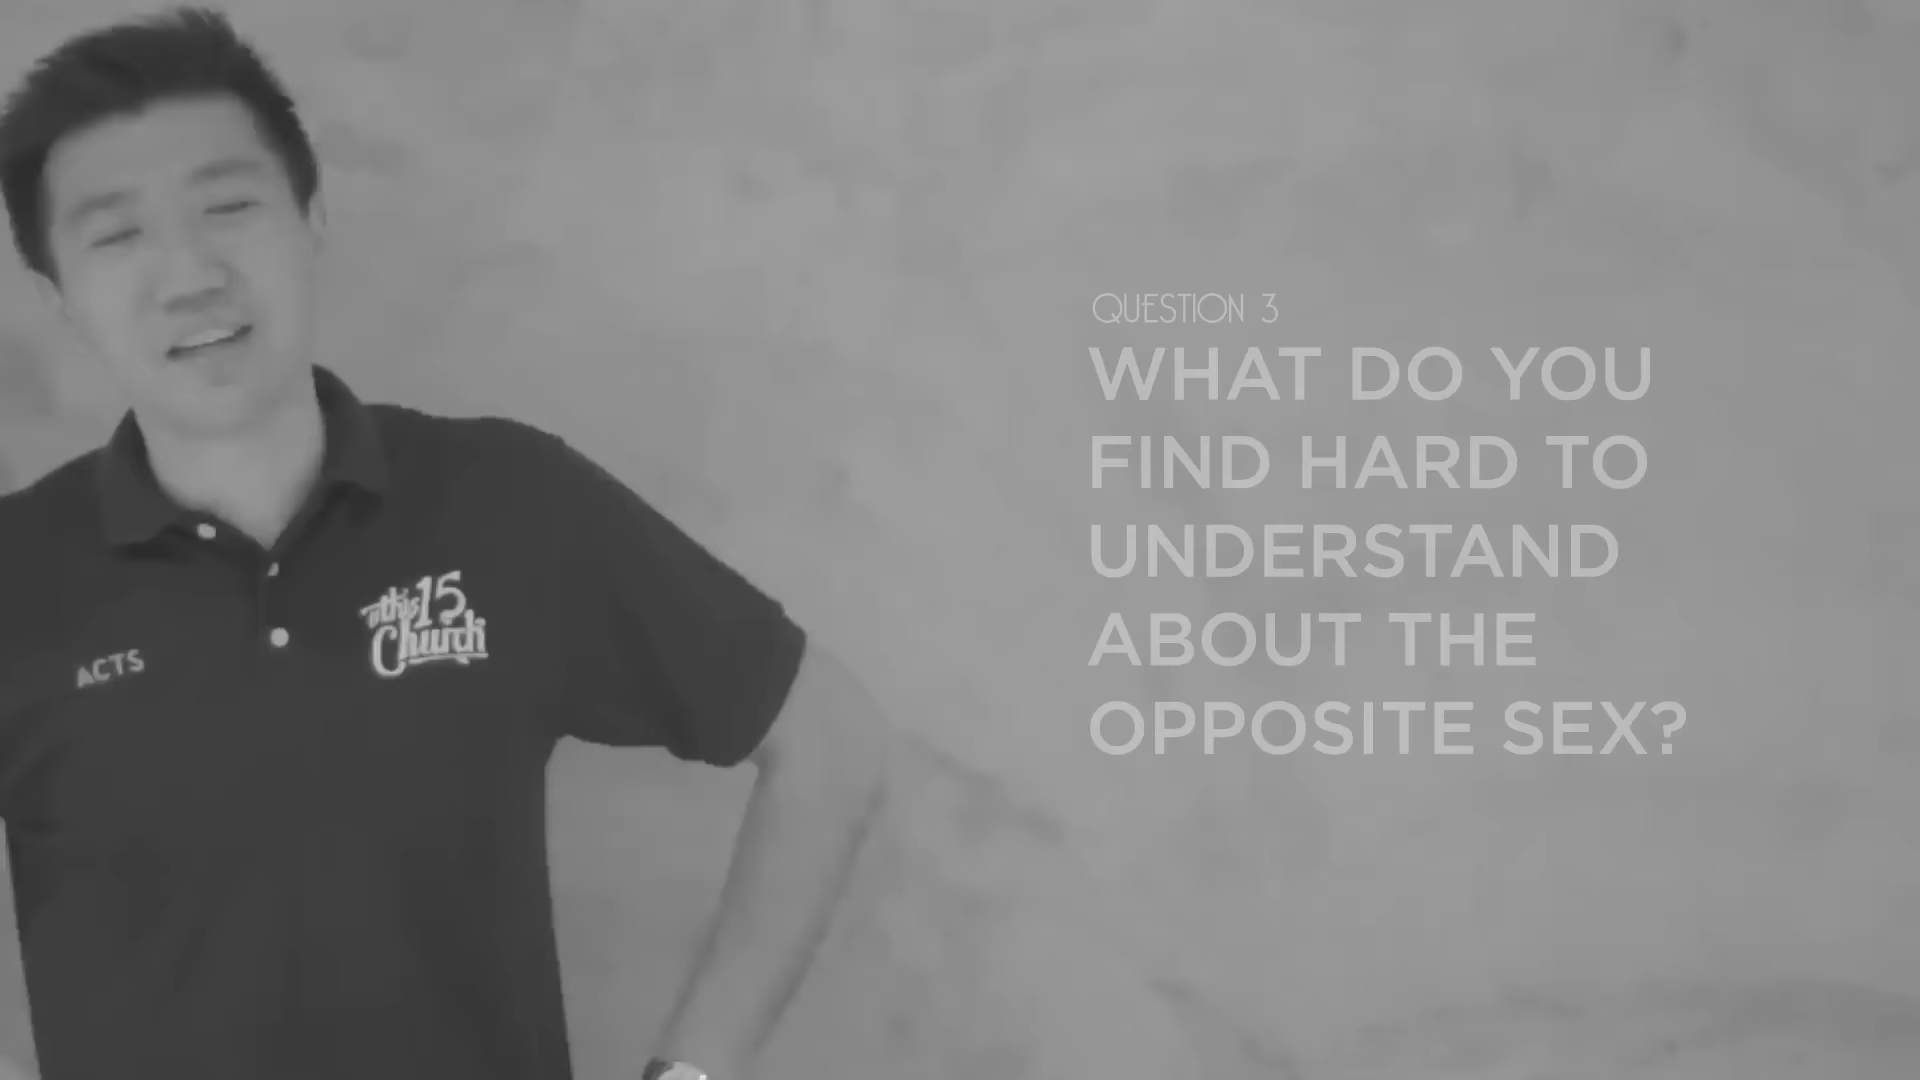 QUESTION 3
WHAT DO YOU
FIND HARD TO
UNDERSTAND
ABOUT THE
OPPOSITE SEX?
this 15
Church
ACTS